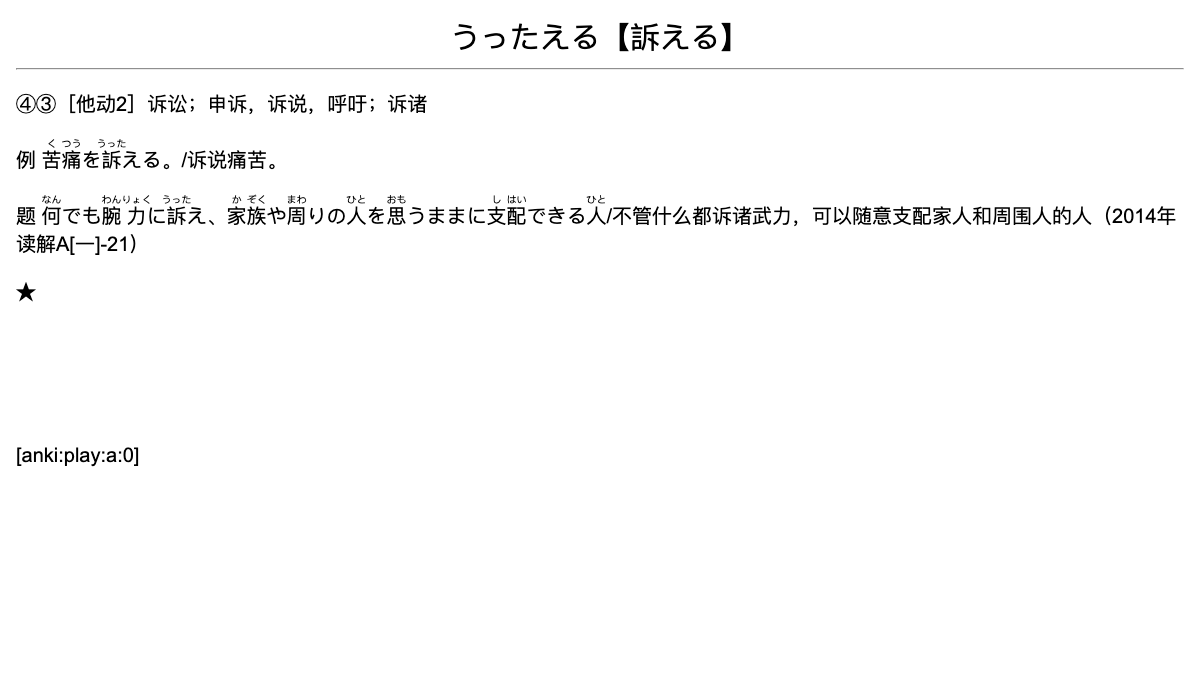 うったえる【訴える】
④③［他动2］诉讼；申诉，诉说，呼吁；诉诸
く つう うった
例 苦痛を訴える。/诉说痛苦。
なん わんりょく うった か ぞく まわ ひと おも し はい ひと
题 何でも腕力に訴え、家族や周りの人を思うままに支配できる人/不管什么都诉诸武力，可以随意支配家人和周围人的人（2014年
读解A[一]-21）
★
[anki:play:a:0]